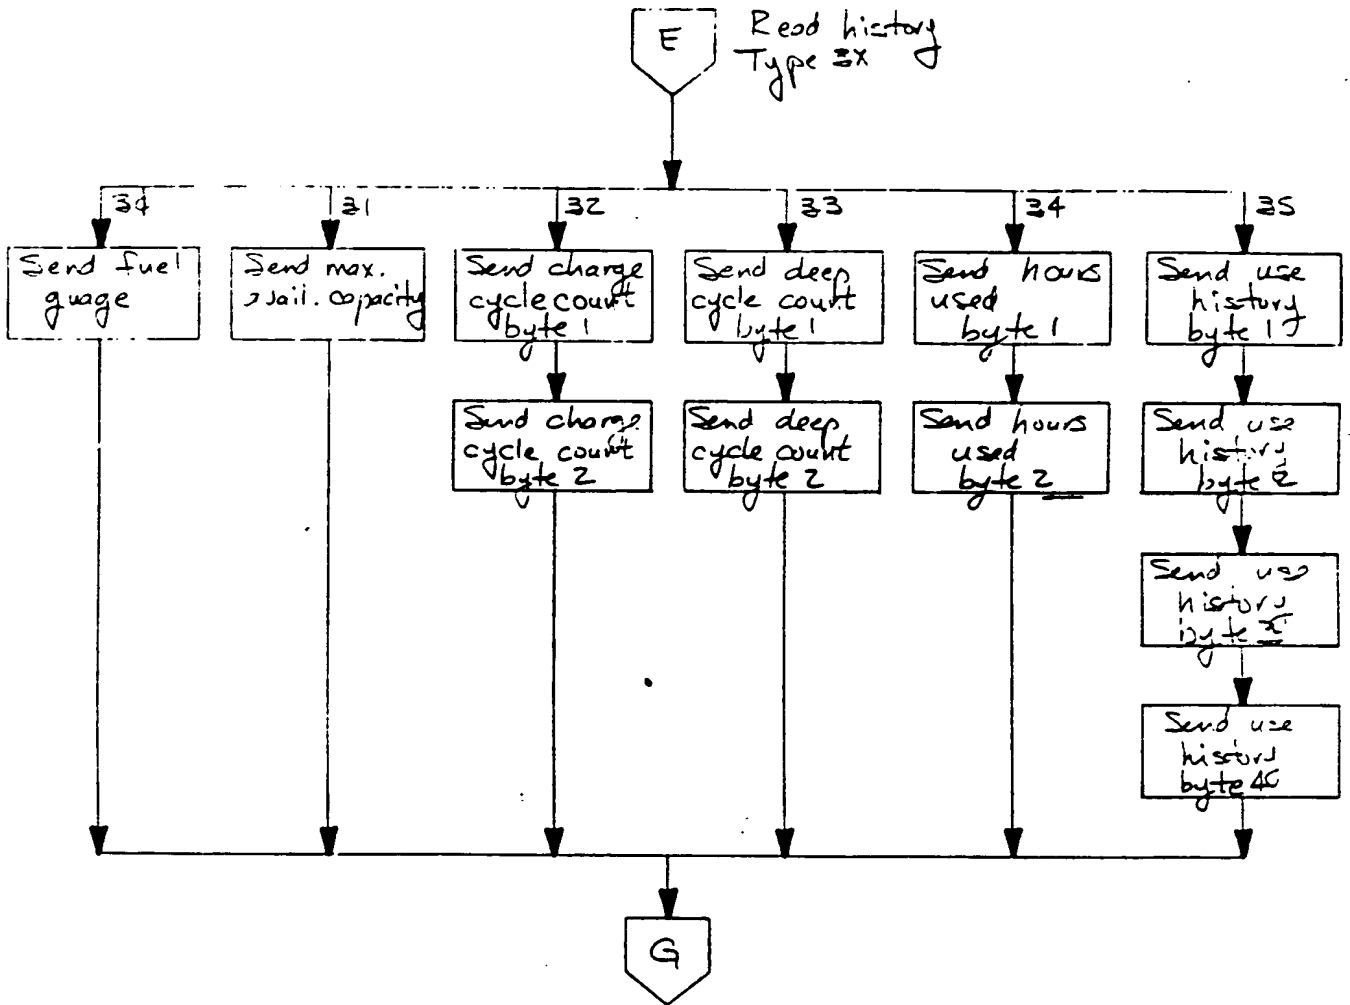 E
Read history
Type 3X
30
31
32
33
34
35
Send fuel
guage
Send max.
avail. capacity
Send charge
cycle count
byte 1
Send deep
cycle count
byte 1
Send hours
used
byte 1
Send use
history
byte 1
Send charge
cycle count
byte 2
Send deep
cycle count
byte 2
Send hours
used
byte 2
Send use
history
byte 2
Send use
history
byte
Send use
history
byte
G